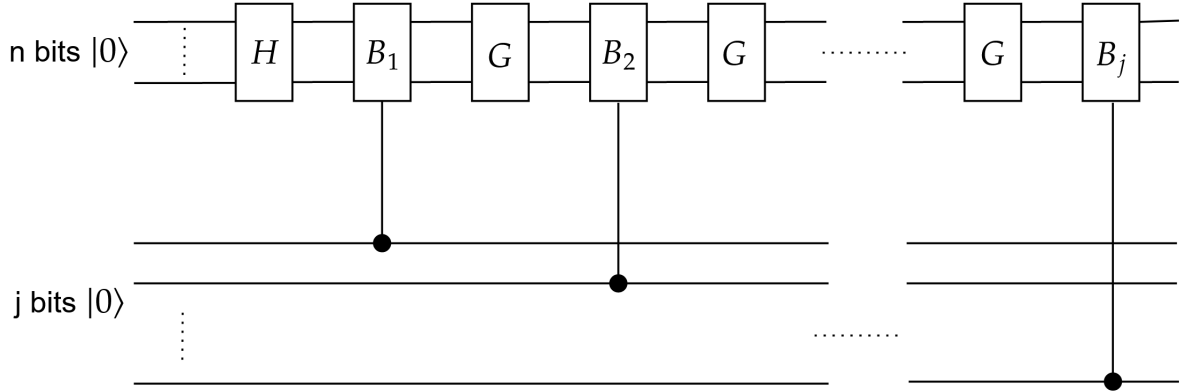 n bits |0⟩ H B₁ G B₂ G G Bⱼ
j bits |0⟩